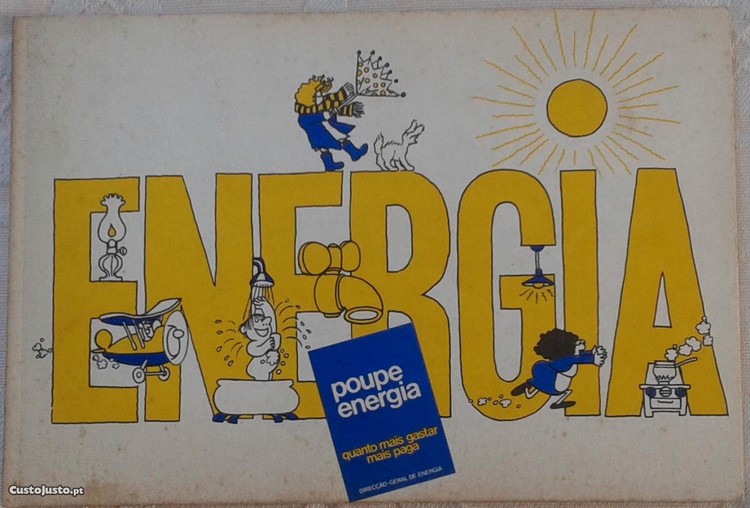 ENERGIA
poupe
energia
quanto mais gastar
mais paga
DIRECÇÃO-GERAL DE ENERGIA
CustoJusto.pt